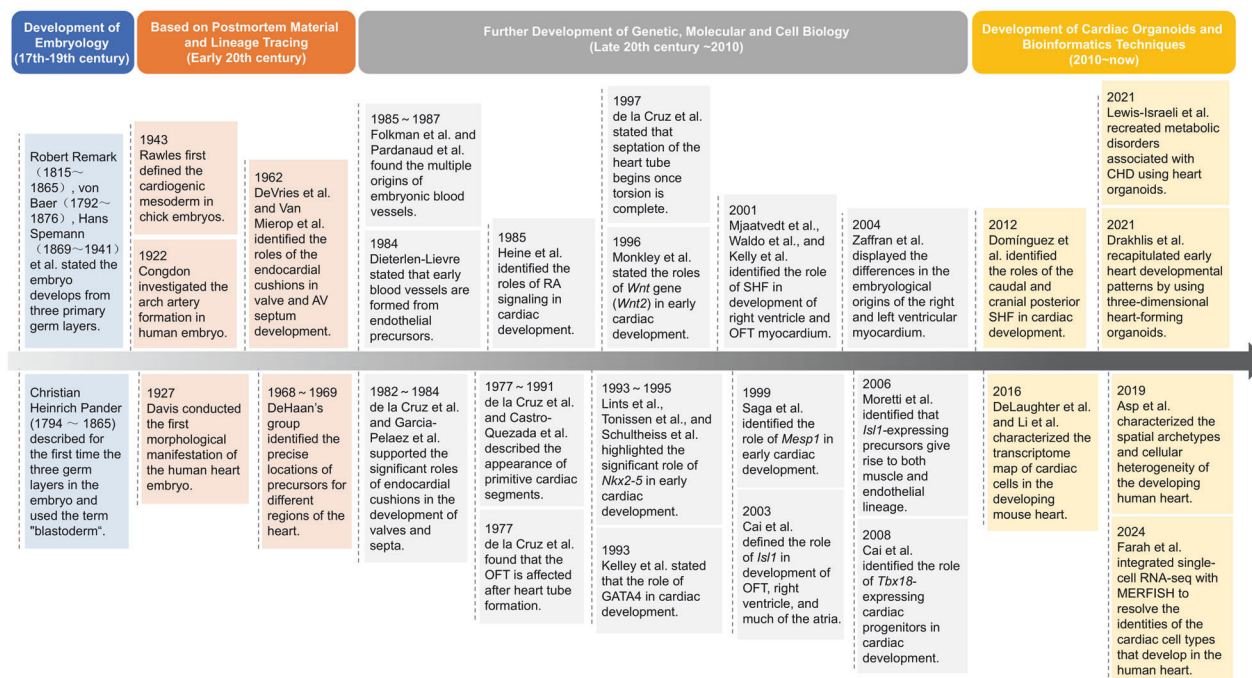 Development of
Embryology
(17th-19th century)
Based on Postmortem Material
and Lineage Tracing
(Early 20th century)
Further Development of Genetic, Molecular and Cell Biology
(Late 20th century ~2010)
Development of Cardiac Organoids and
Bioinformatics Techniques
(2010~now)
Robert Remark
（1815～
1865）, von
Baer（1792～
1876）, Hans
Spemann
（1869～1941）
et al. stated the
embryo
develops from
three primary
germ layers.
1943
Rawles first
defined the
cardiogenic
mesoderm in
chick embryos.
1922
Congdon
investigated the
arch artery
formation in
human embryo.
1962
DeVries et al.
and Van
Mierop et al.
identified the
roles of the
endocardial
cushions in
valve and AV
septum
development.
1985～1987
Folkman et al. and
Pardanaud et al.
found the multiple
origins of
embryonic blood
vessels.
1984
Dieterlen-Lievre
stated that early
blood vessels are
formed from
endothelial
precursors.
1985
Heine et al.
identified the
roles of RA
signaling in
cardiac
development.
1997
de la Cruz et al.
stated that
septation of the
heart tube
begins once
torsion is
complete.
1996
Monkley et al.
stated the roles
of Wnt gene
(Wnt2) in early
cardiac
development.
2001
Mjaatvedt et al.,
Waldo et al., and
Kelly et al.
identified the role
of SHF in
development of
right ventricle and
OFT myocardium.
2004
Zaffran et al.
displayed the
differences in the
embryological
origins of the right
and left ventricular
myocardium.
2012
Domínguez et
al. identified
the roles of the
caudal and
cranial posterior
SHF in cardiac
development.
2021
Lewis-Israeli et al.
recreated metabolic
disorders
associated with
CHD using heart
organoids.
2021
Drakhlis et al.
recapitulated early
heart developmental
patterns by using
three-dimensional
heart-forming
organoids.
Christian
Heinrich Pander
(1794 ～ 1865)
described for
the first time the
three germ
layers in the
embryo and
used the term
"blastoderm“.
1927
Davis conducted
the first
morphological
manifestation of
the human heart
embryo.
1968～1969
DeHaan's
group
identified the
precise
locations of
precursors for
different
regions of the
heart.
1982～1984
de la Cruz et al.
and Garcia-
Pelaez et al.
supported the
significant roles
of endocardial
cushions in the
development of
valves and
septa.
1977～1991
de la Cruz et al.
and Castro-
Quezada et al.
described the
appearance of
primitive cardiac
segments.
1977
de la Cruz et al.
found that the
OFT is affected
after heart tube
formation.
1993～1995
Lints et al.,
Tonissen et al., and
Schultheiss et al.
highlighted the
significant role of
Nkx2-5 in early
cardiac
development.
1993
Kelley et al. stated
that the role of
GATA4 in cardiac
development.
1999
Saga et al.
identified the
role of Mesp1 in
early cardiac
development.
2003
Cai et al.
defined the role
of Isl1 in
development of
OFT, right
ventricle, and
much of the atria.
2006
Moretti et al.
identified that
Isl1-expressing
precursors give
rise to both
muscle and
endothelial
lineage.
2008
Cai et al.
identified the role
of Tbx18-
expressing
cardiac
progenitors in
cardiac
development.
2016
DeLaughter et al.
and Li et al.
characterized the
transcriptome
map of cardiac
cells in the
developing
mouse heart.
2019
Asp et al.
characterized the
spatial archetypes
and cellular
heterogeneity of
the developing
human heart.
2024
Farah et al.
integrated single-
cell RNA-seq with
MERFISH to
resolve the
identities of the
cardiac cell types
that develop in the
human heart.